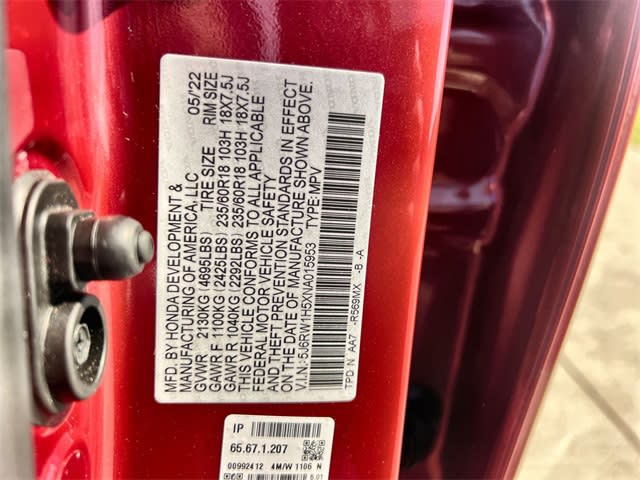 MFD. BY HONDA DEVELOPMENT &
MANUFACTURING OF AMERICA, LLC 05/22
GVWR 2130KG (4695LBS) TIRE SIZE RIM SIZE
GAWR F 1100KG (2426LBS) 235/60R18 103H 18X7.5J
GAWR R 1040KG (2292LBS) 235/60R18 103H 18X7.5J
THIS VEHICLE CONFORMS TO ALL APPLICABLE
FEDERAL MOTOR VEHICLE SAFETY
AND THEFT PREVENTION STANDARDS IN EFFECT
ON THE DATE OF MANUFACTURE SHOWN ABOVE.
V.I.N.:5J6RW1H5XNA015953 TYPE:MPV
TPD N AA7 -R569MX -B -A
IP
65.67.1.207
00992412 4M/W 1106 N
6.01